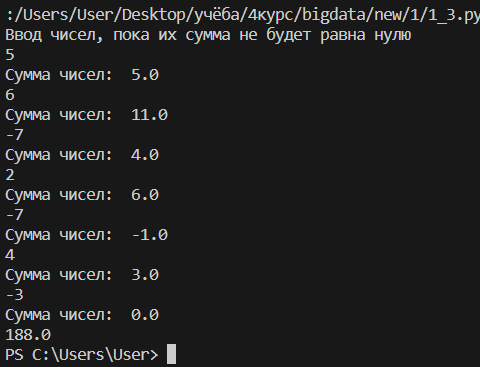 :/Users/User/Desktop/учёба/4курс/bigdata/new/1/1_3.py
Ввод чисел, пока их сумма не будет равна нулю
5
Сумма чисел:  5.0
6
Сумма чисел:  11.0
-7
Сумма чисел:  4.0
2
Сумма чисел:  6.0
-7
Сумма чисел:  -1.0
4
Сумма чисел:  3.0
-3
Сумма чисел:  0.0
188.0
PS C:\Users\User>